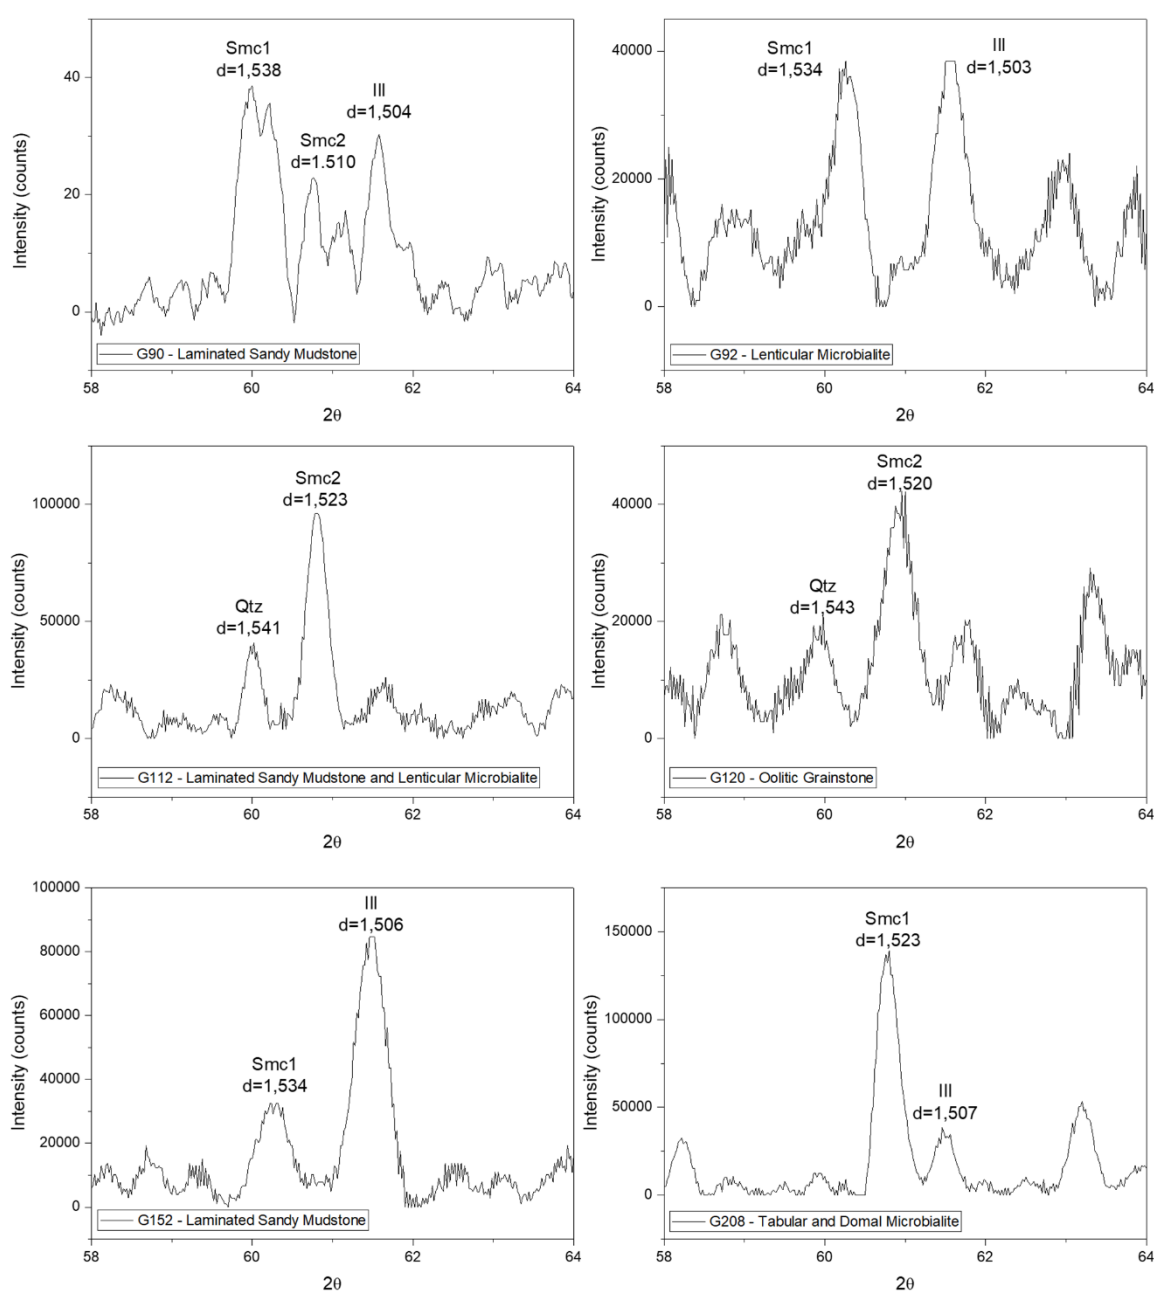 Smc1
d=1,538
Ill
d=1,504
Smc2
d=1.510
40
20
0
Intensity (counts)
G90 - Laminated Sandy Mudstone
58
60
62
64
2θ
Smc1
d=1,534
Ill
d=1,503
40000
20000
0
Intensity (counts)
G92 - Lenticular Microbialite
58
60
62
64
2θ
Smc2
d=1,523
Qtz
d=1,541
100000
50000
0
Intensity (counts)
G112 - Laminated Sandy Mudstone and Lenticular Microbialite
58
60
62
64
2θ
Smc2
d=1,520
Qtz
d=1,543
40000
20000
0
Intensity (counts)
G120 - Oolitic Grainstone
58
60
62
64
2θ
Ill
d=1,506
Smc1
d=1,534
100000
80000
60000
40000
20000
0
Intensity (counts)
G152 - Laminated Sandy Mudstone
58
60
62
64
2θ
Smc1
d=1,523
Ill
d=1,507
150000
100000
50000
0
Intensity (counts)
G208 - Tabular and Domal Microbialite
58
60
62
64
2θ